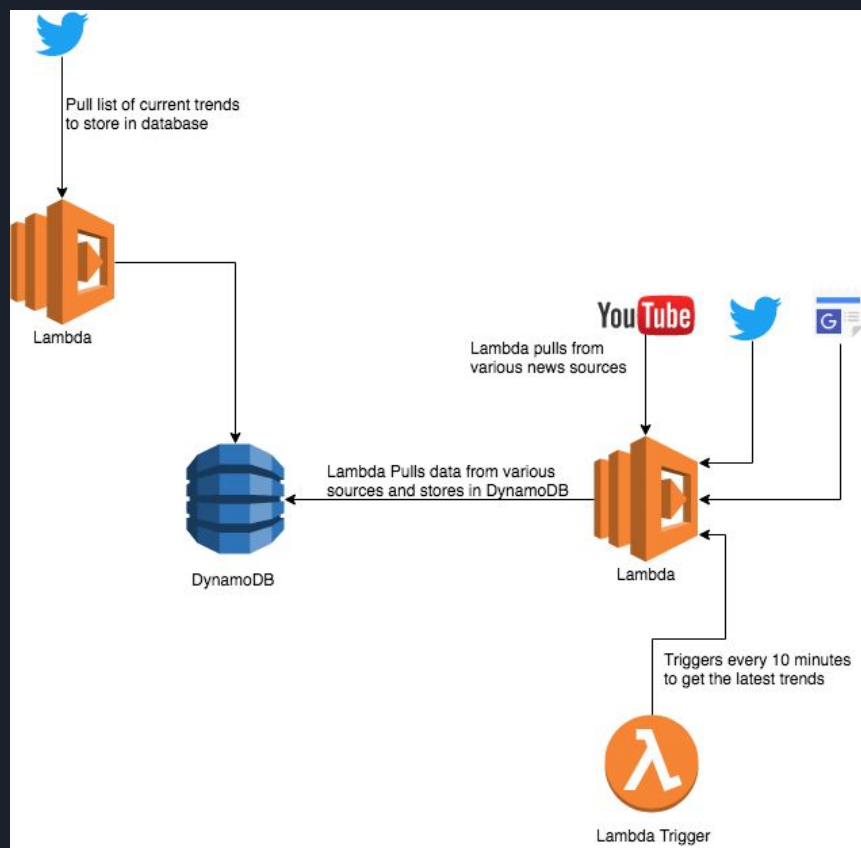 Pull list of current trends
to store in database
Lambda
YouTube
G
Lambda pulls from
various news sources
Lambda Pulls data from various
sources and stores in DynamoDB
Lambda
DynamoDB
Triggers every 10 minutes
to get the latest trends
λ
Lambda Trigger